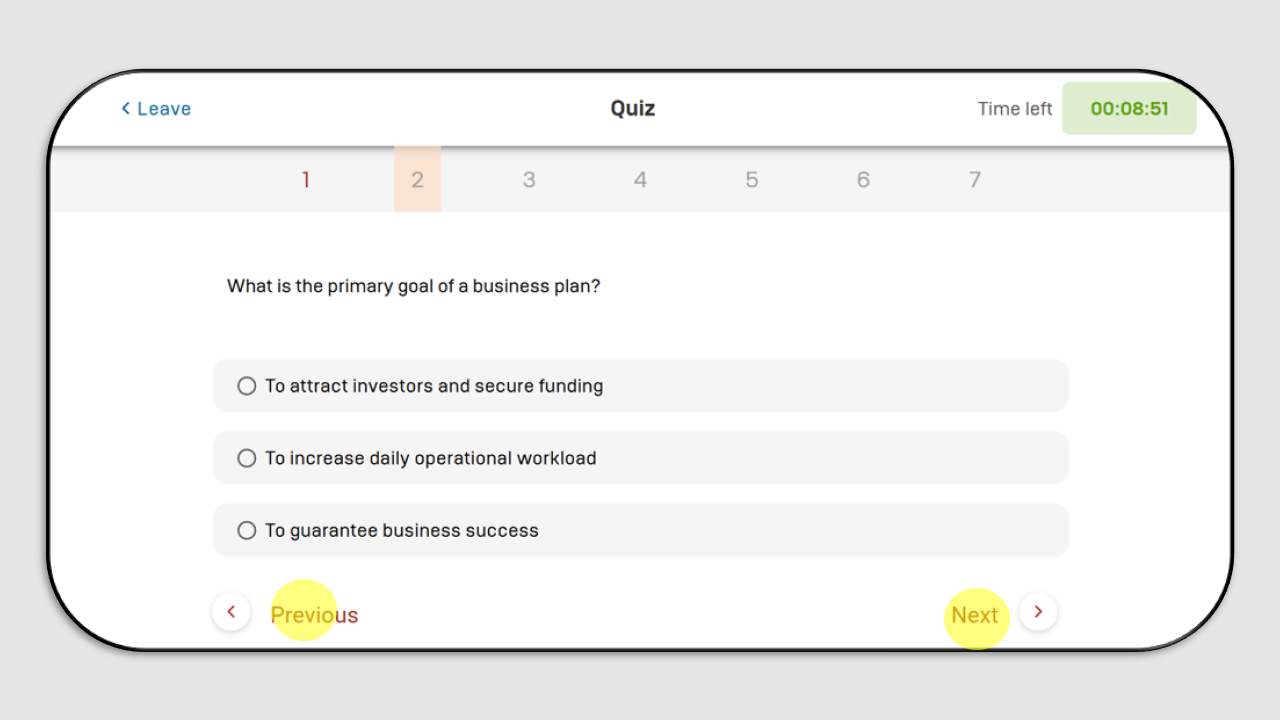 Leave Quiz Time left 00:08:51
1 2 3 4 5 6 7
What is the primary goal of a business plan?
To attract investors and secure funding
To increase daily operational workload
To guarantee business success
Previous Next